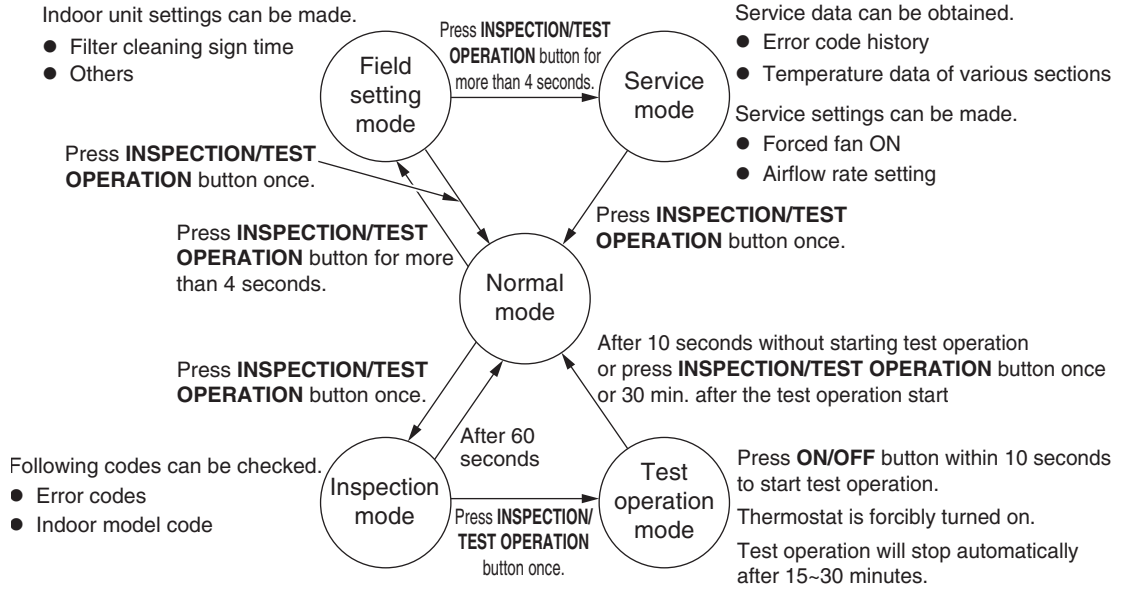 Indoor unit settings can be made.
● Filter cleaning sign time
● Others
Field
setting
mode
Press INSPECTION/TEST
OPERATION button for
more than 4 seconds.
Service
mode
Service data can be obtained.
● Error code history
● Temperature data of various sections
Service settings can be made.
● Forced fan ON
● Airflow rate setting
Press INSPECTION/TEST
OPERATION button once.
Press INSPECTION/TEST
OPERATION button for more
than 4 seconds.
Press INSPECTION/TEST
OPERATION button once.
Normal
mode
Press INSPECTION/TEST
OPERATION button once.
After 60
seconds
After 10 seconds without starting test operation
or press INSPECTION/TEST OPERATION button once
or 30 min. after the test operation start
Following codes can be checked.
● Error codes
● Indoor model code
Inspection
mode
Press INSPECTION/
TEST OPERATION
button once.
Test
operation
mode
Press ON/OFF button within 10 seconds
to start test operation.
Thermostat is forcibly turned on.
Test operation will stop automatically
after 15~30 minutes.